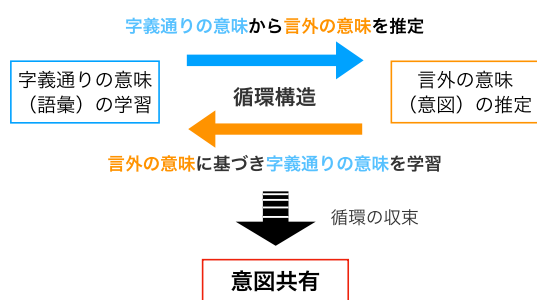 字義通りの意味から言外の意味を推定
字義通りの意味
（語彙）の学習
循環構造
言外の意味
（意図）の推定
言外の意味に基づき字義通りの意味を学習
循環の収束
意図共有